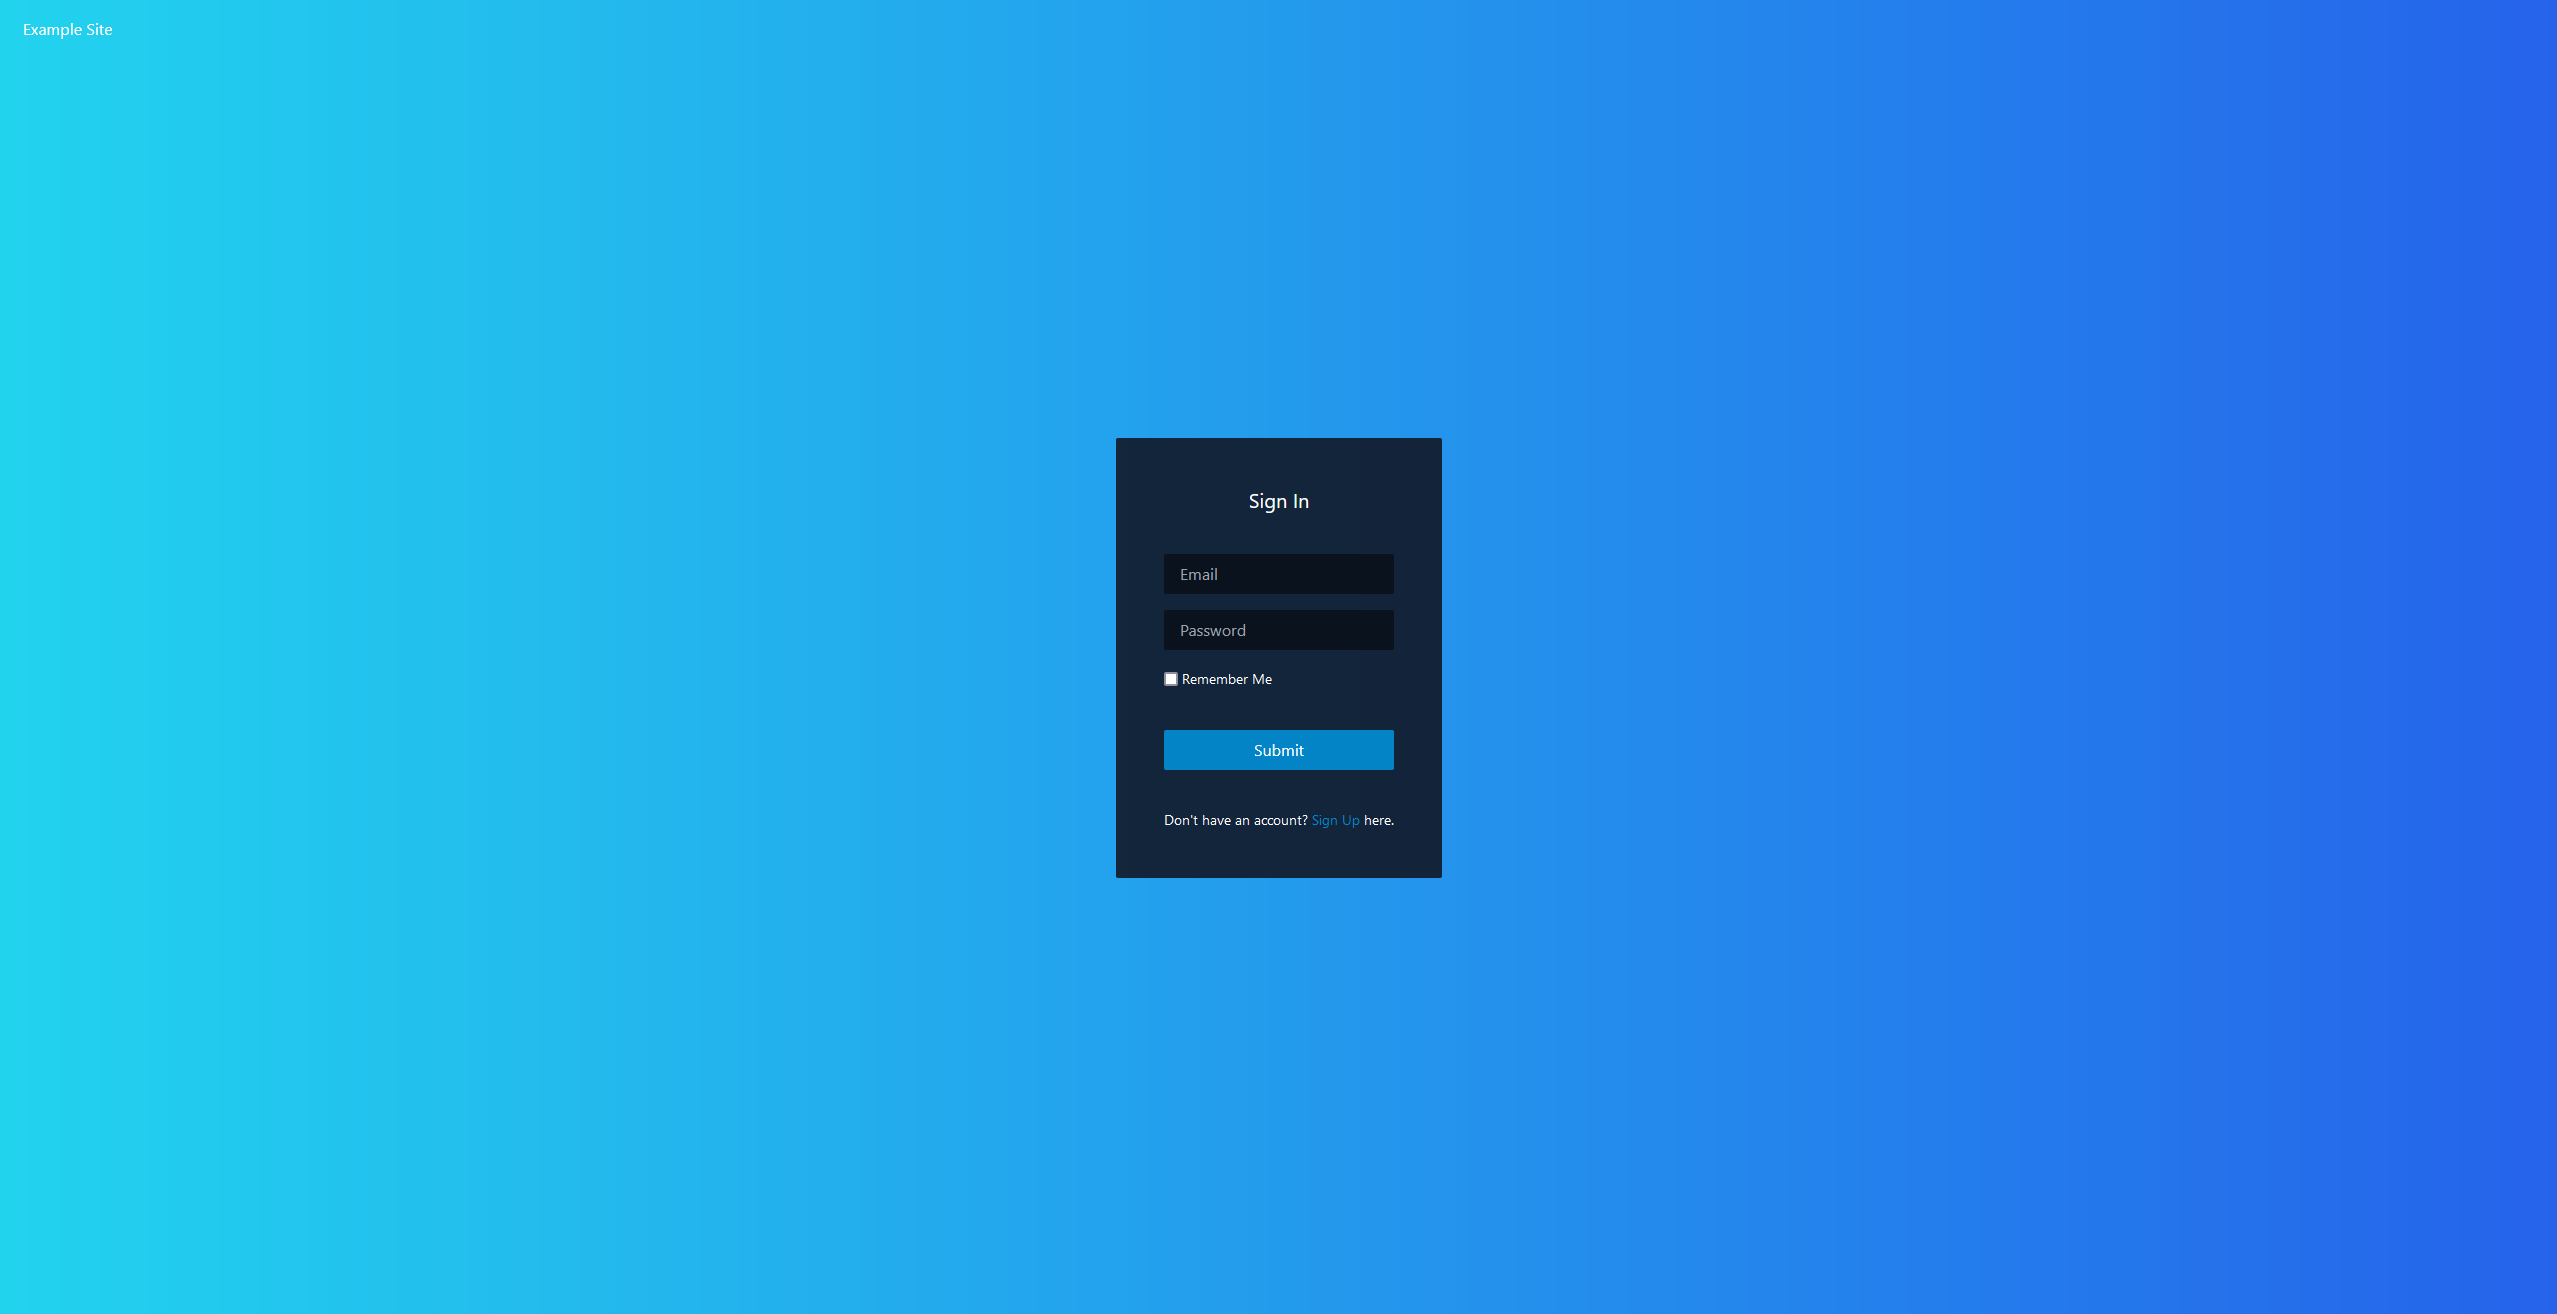 Example Site
Sign In
Email
Password
Remember Me
Submit
Don't have an account? Sign Up here.